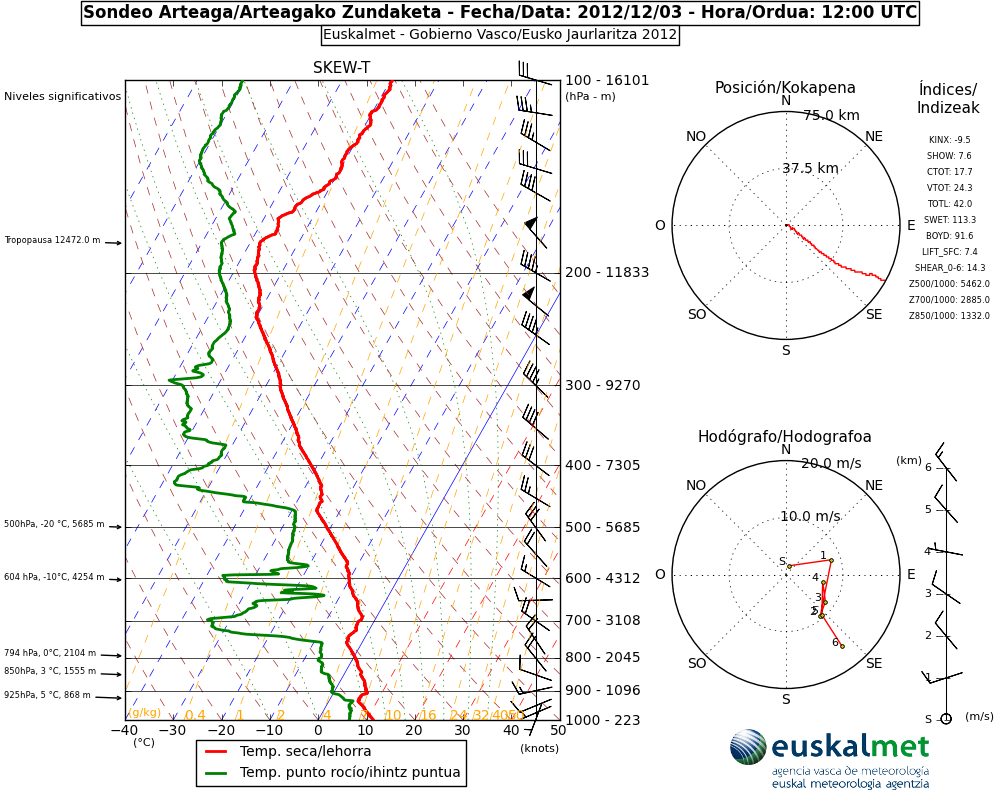 Sondeo Arteaga/Arteagako Zundaketa - Fecha/Data: 2012/12/03 - Hora/Ordua: 12:00 UTC
Euskalmet - Gobierno Vasco/Eusko Jaurlaritza 2012
SKEW-T
Niveles significativos
Tropopausa 12472.0 m
500hPa, -20 °C, 5685 m
604 hPa, -10°C, 4254 m
794 hPa, 0°C, 2104 m
850hPa, 3 °C, 1555 m
925hPa, 5 °C, 868 m
100 - 16101
(hPa - m)
200 - 11833
300 - 9270
400 - 7305
500 - 5685
600 - 4312
700 - 3108
800 - 2045
900 - 1096
1000 - 223
(g/kg) 0.4 1 2 4 8 10 16 24 32 40 50
−40 −30 −20 −10 0 10 20 30 40 50
(°C)
(knots)
Temp. seca/lehorra
Temp. punto rocío/ihintz puntua
Posición/Kokapena
N
75.0 km
NO
NE
37.5 km
O
E
SO
SE
S
Índices/
Indizeak
KINX: -9.5
SHOW: 7.6
CTOT: 17.7
VTOT: 24.3
TOTL: 42.0
SWET: 113.3
BOYD: 91.6
LIFT_SFC: 7.4
SHEAR_0-6: 14.3
Z500/1000: 5462.0
Z700/1000: 2885.0
Z850/1000: 1332.0
Hodógrafo/Hodografoa
N
20.0 m/s
NO
NE
10.0 m/s
S
1
4
3
2
5
6
O
E
SO
SE
S
(km)
6
5
4
3
2
1
S
(m/s)
euskalmet
agencia vasca de meteorología
euskal meteorologia agentzia